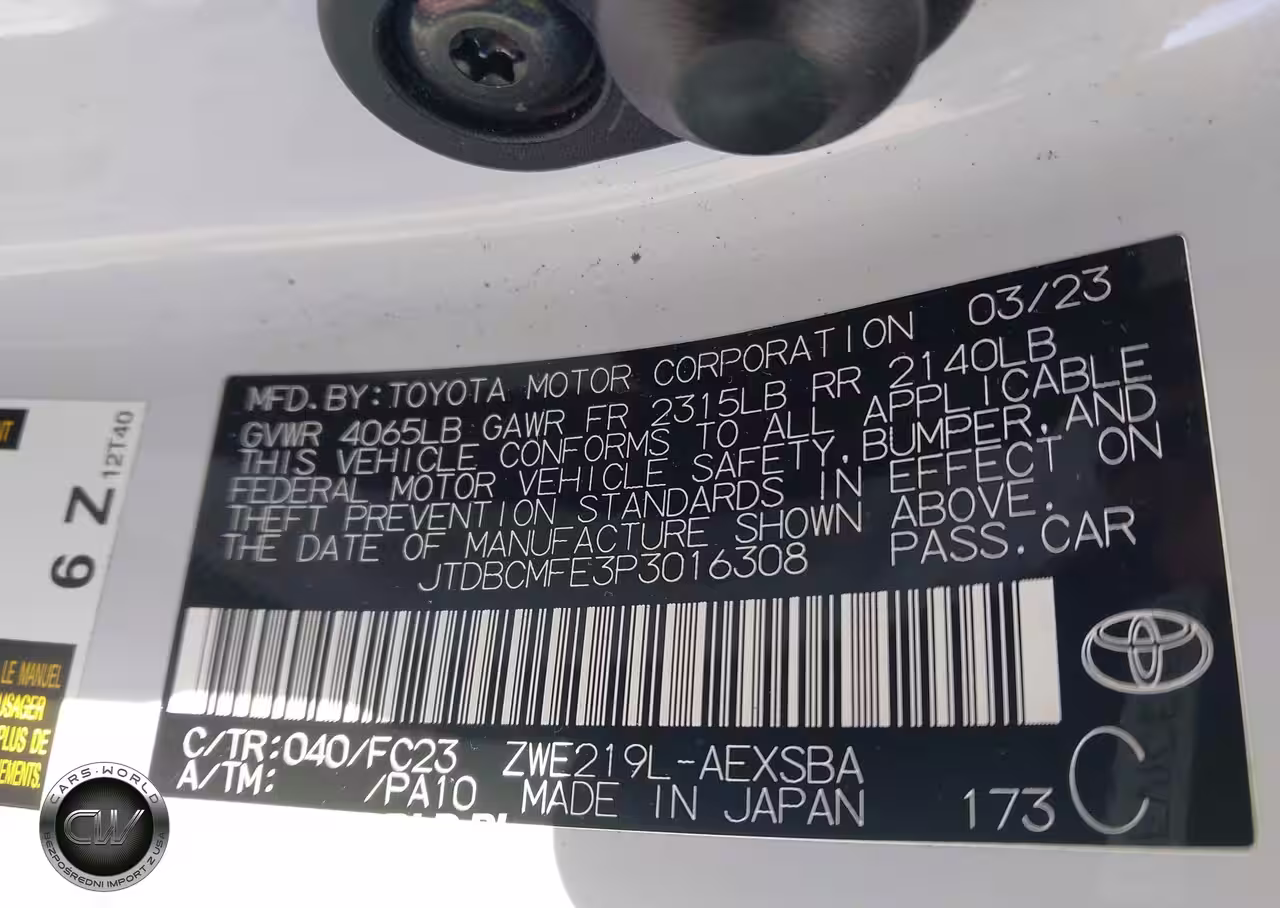 MFD.BY:TOYOTA MOTOR CORPORATION 03/23
GVWR 4065LB GAWR FR 2315LB RR 2140LB
THIS VEHICLE CONFORMS TO ALL APPLICABLE
FEDERAL MOTOR VEHICLE SAFETY,BUMPER,AND
THEFT PREVENTION STANDARDS IN EFFECT ON
THE DATE OF MANUFACTURE SHOWN ABOVE.
JTDBCMFE3P3016308 PASS.CAR
C/TR:040/FC23 ZWE219L-AEXSBA
A/TM: /PA10 MADE IN JAPAN 173 C
12T40
6 Z
LE MANUEL
USAGER
PLUS DE
CARS-WORLD
CW
BEZPOŚREDNI IMPORT Z USA